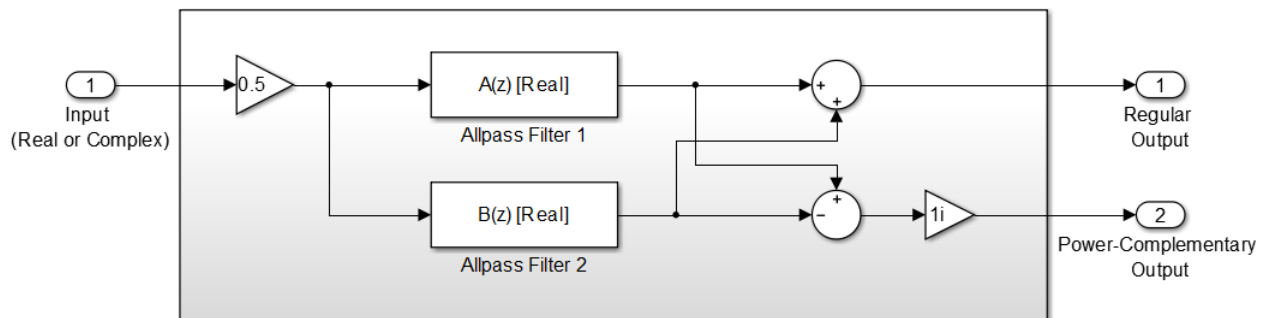 1
Input
(Real or Complex)
0.5
A(z) [Real]
Allpass Filter 1
+
+
1
Regular
Output
B(z) [Real]
Allpass Filter 2
+
−
1i
2
Power-Complementary
Output